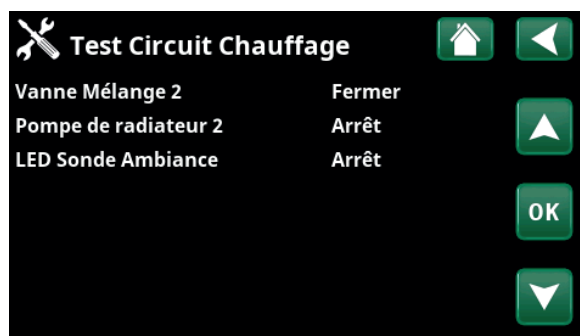 Test Circuit Chauffage
Vanne Mélange 2 Fermer
Pompe de radiateur 2 Arrêt
LED Sonde Ambiance Arrêt
OK